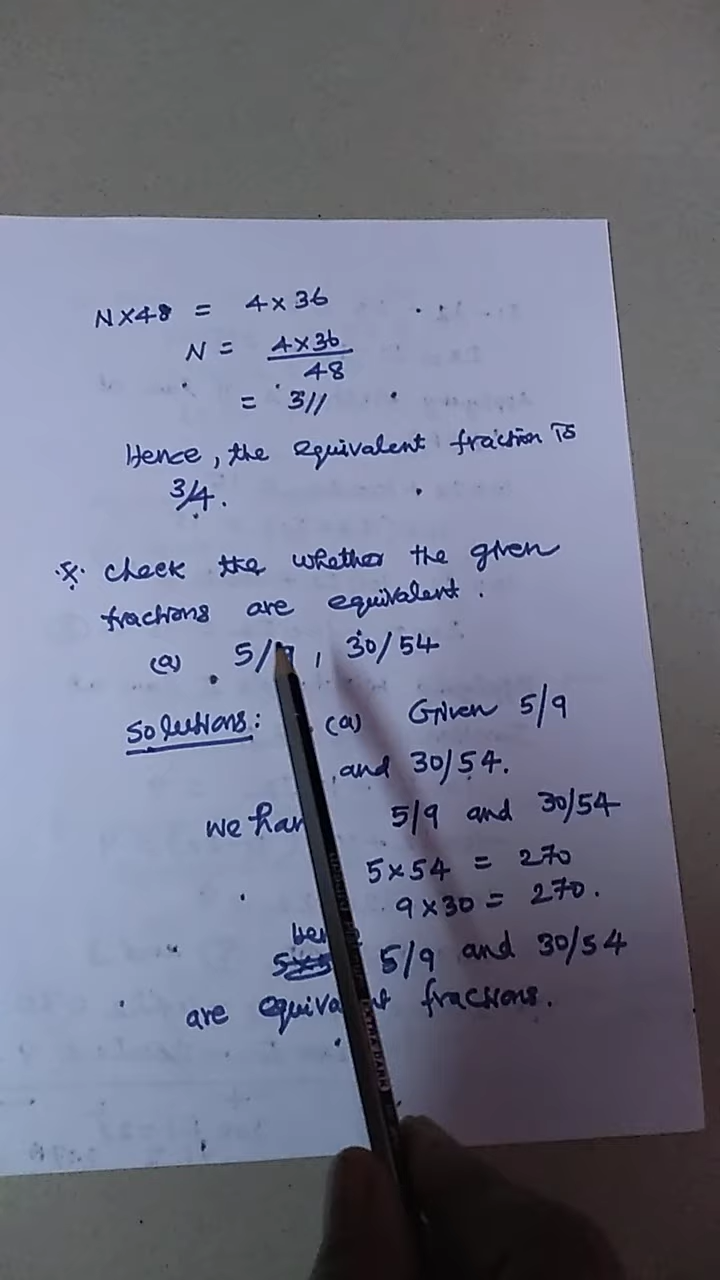 N×48 = 4×36
N = 4×36
48
= 3//
Hence, the equivalent fraction is
3/4.
check the whether the given
fractions are equivalent.
(a) 5/9, 30/54
Solutions: (a) Given 5/9
and 30/54.
We 5/9 and 30/54
5×54 = 270
9×30 = 270.
5/9 and 30/54
are equivalent fractions.